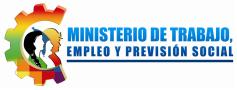 MINISTERIO DE TRABAJO,
EMPLEO Y PREVISIÓN SOCIAL